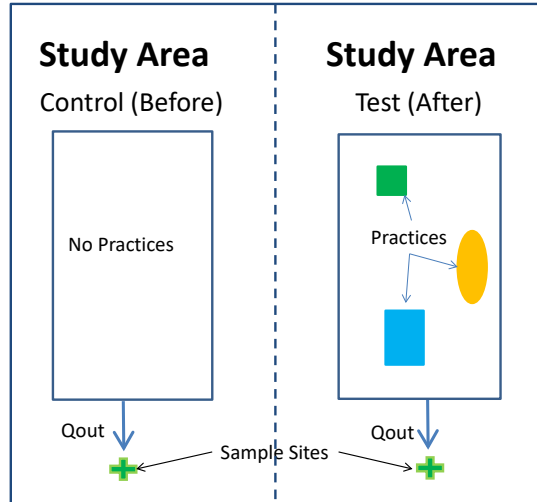 Study Area
Control (Before)
No Practices
Qout
Study Area
Test (After)
Practices
Qout
Sample Sites